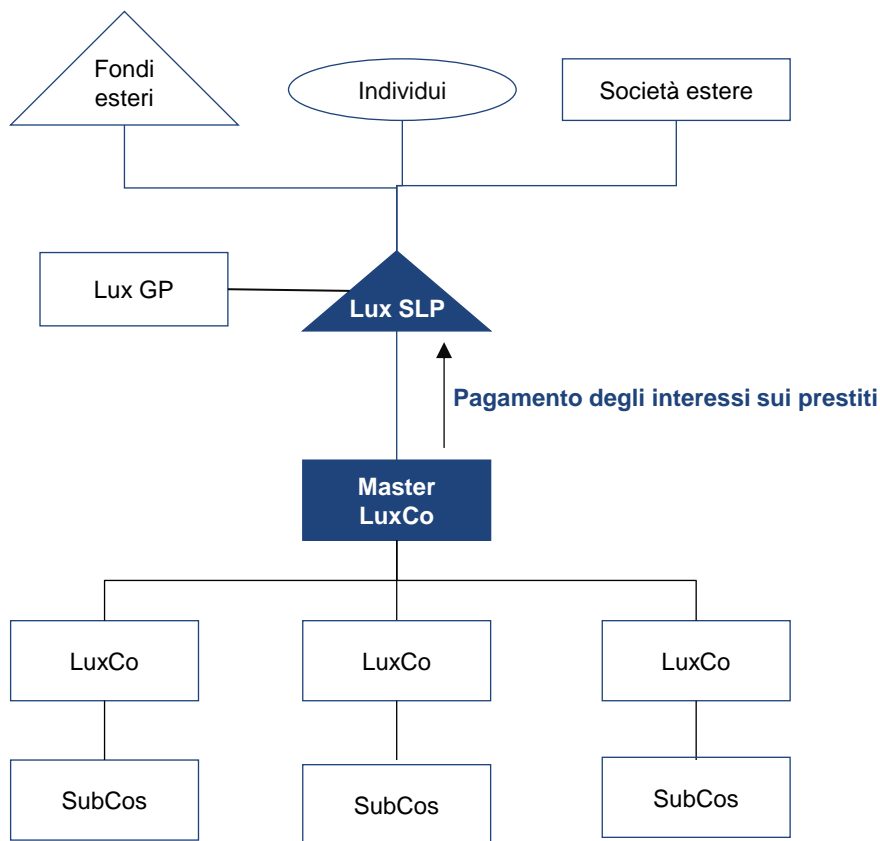 Fondi
esteri
Individui
Società estere
Lux GP
Lux SLP
Pagamento degli interessi sui prestiti
Master
LuxCo
LuxCo
LuxCo
LuxCo
SubCos
SubCos
SubCos